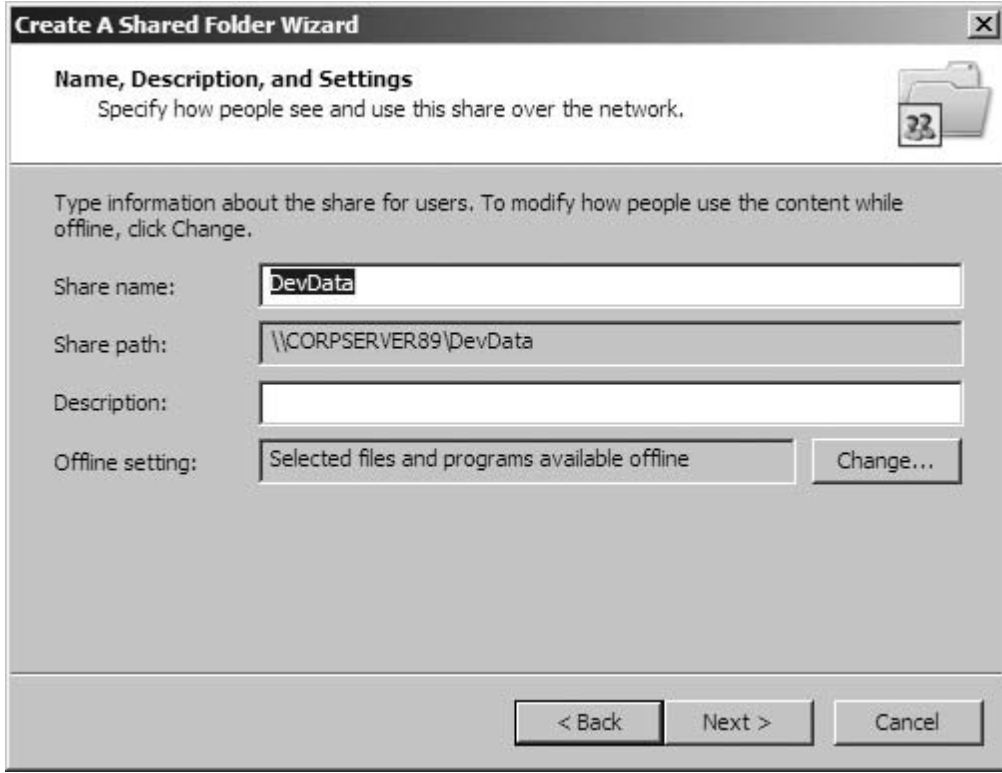 Create A Shared Folder Wizard
Name, Description, and Settings
Specify how people see and use this share over the network.
Type information about the share for users. To modify how people use the content while
offline, click Change.
Share name: DevData
Share path: \\CORPSERVER89\DevData
Description:
Offline setting: Selected files and programs available offline Change...
< Back Next > Cancel